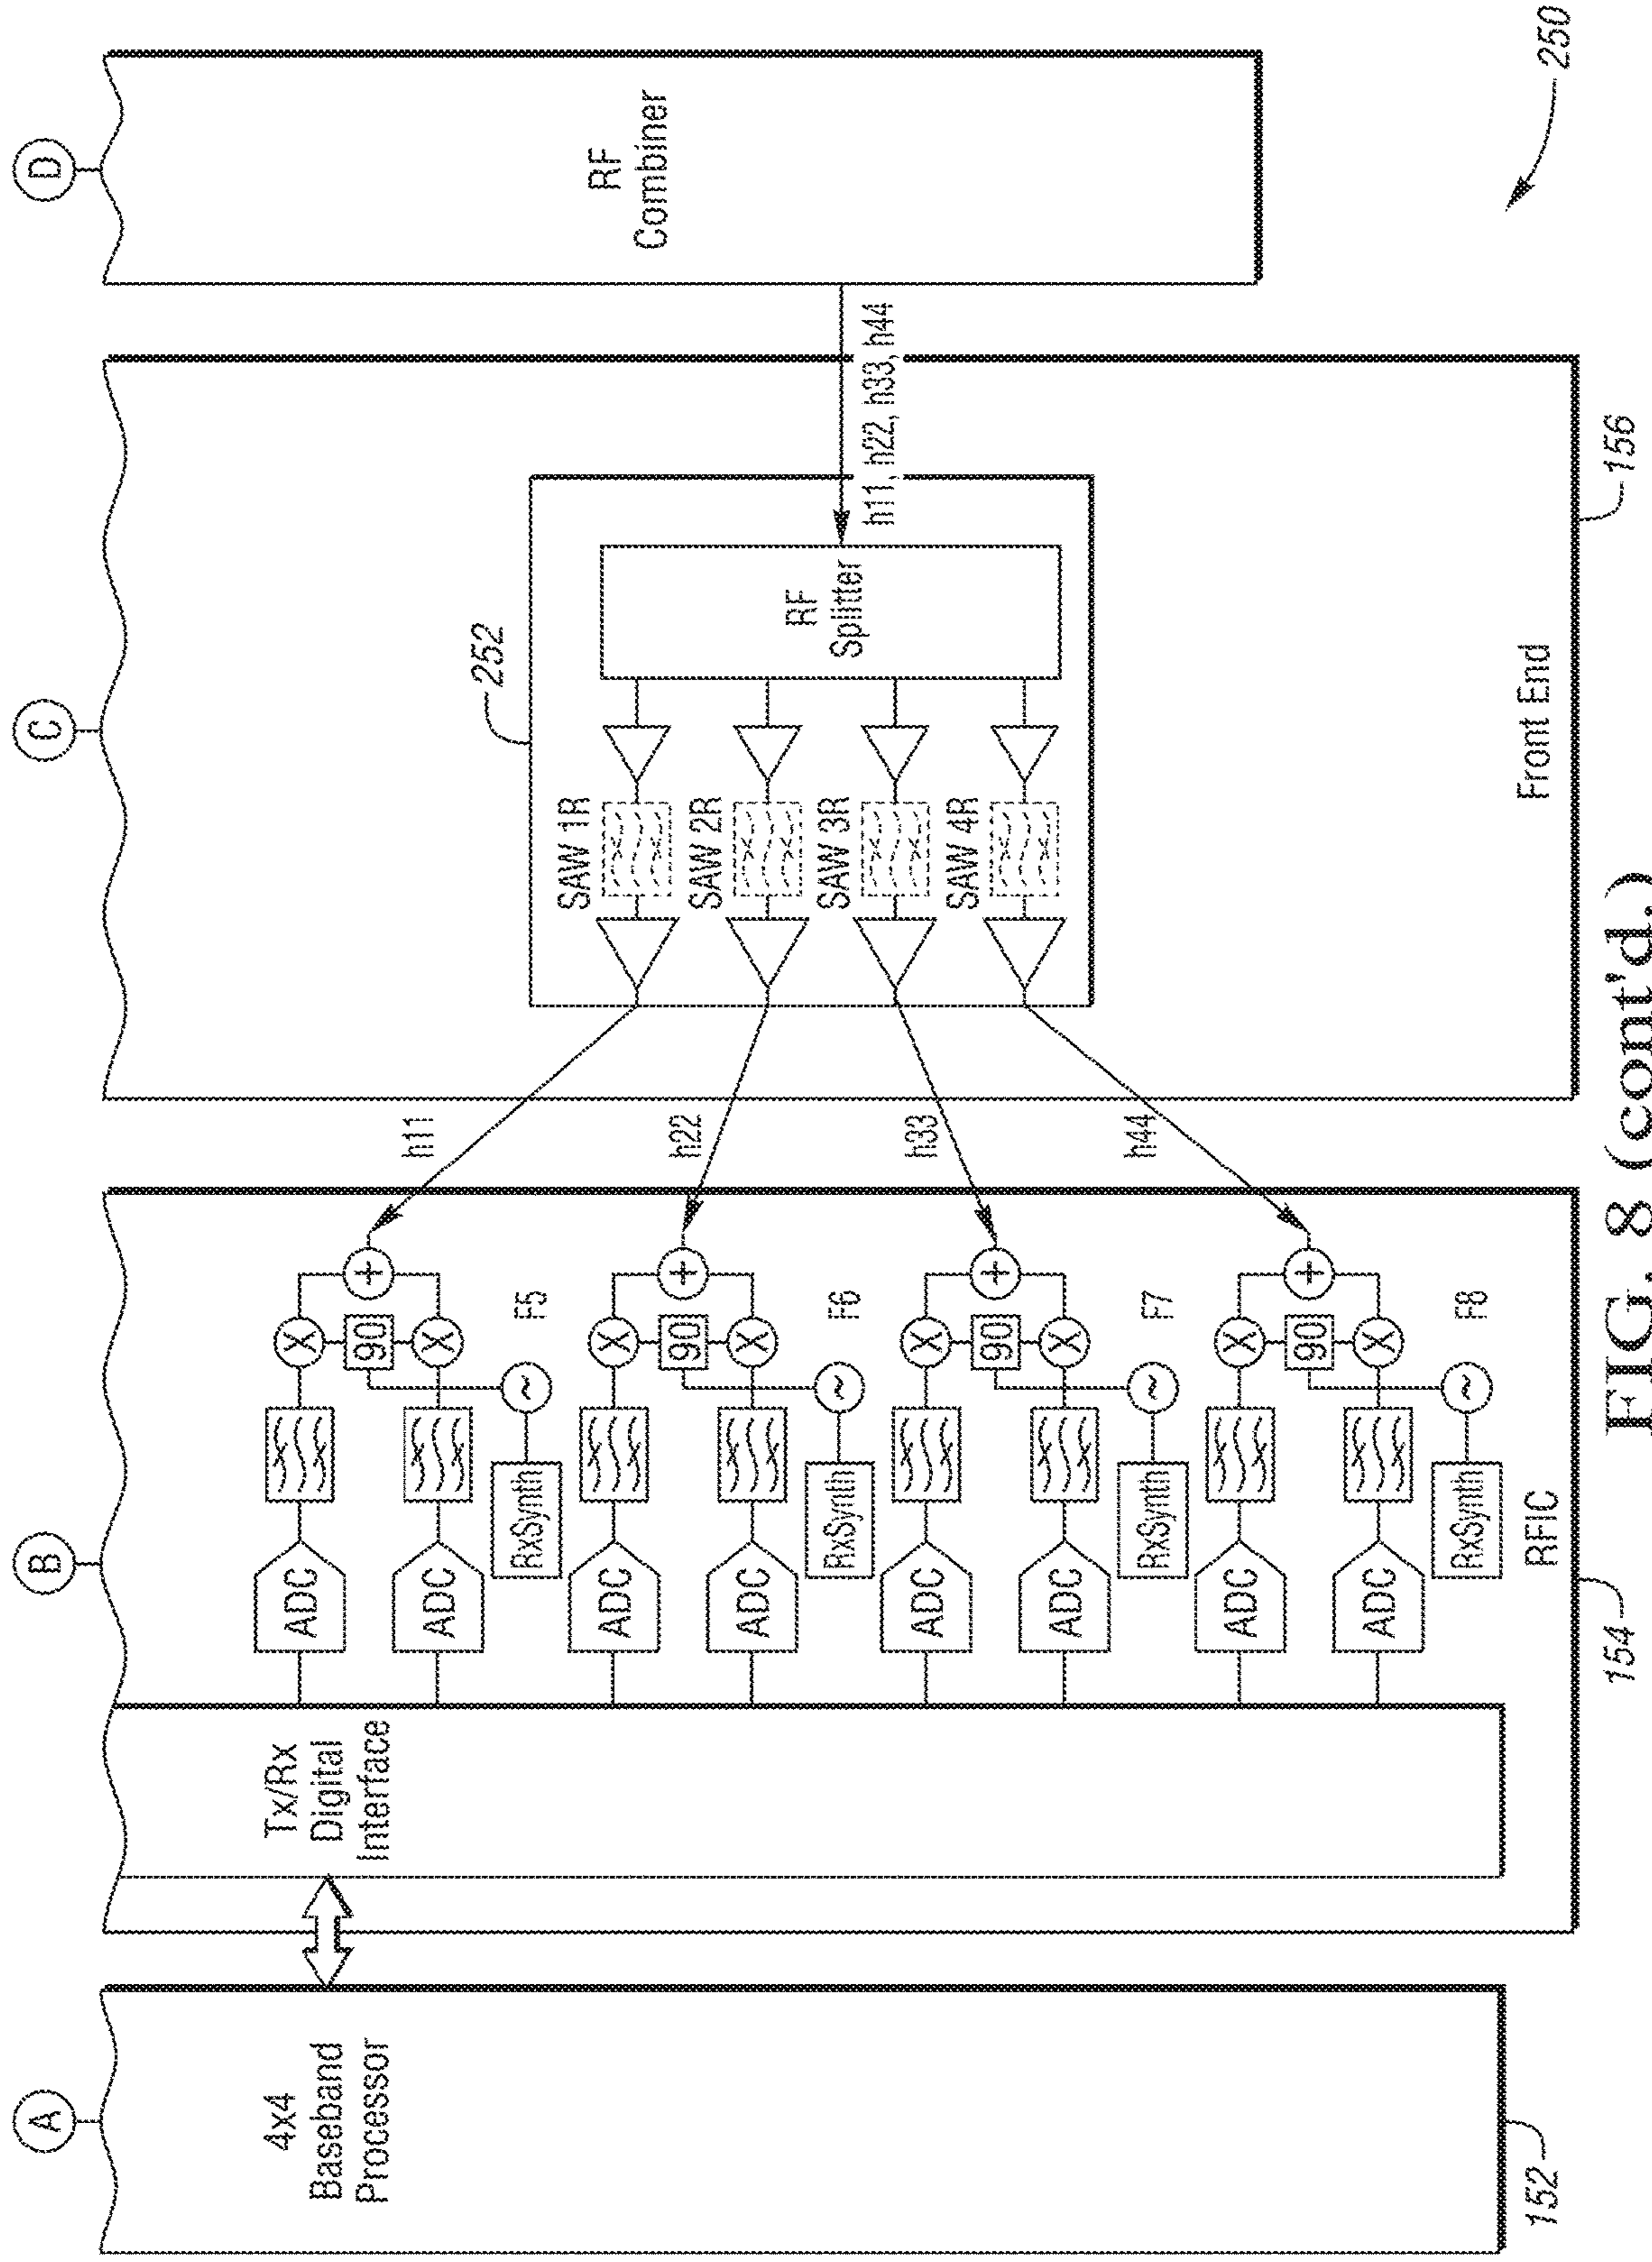 A
B
C
D
4x4
Baseband
Processor
152
Tx/Rx
Digital
Interface
ADC
ADC
90
RxSynth
F5
ADC
ADC
90
RxSynth
F6
ADC
ADC
90
RxSynth
F7
ADC
ADC
90
RxSynth
F8
RFIC
154
h11
h22
h33
h44
252
SAW 1R
SAW 2R
SAW 3R
SAW 4R
RF
Splitter
h11, h22, h33, h44
Front End
156
RF
Combiner
250
FIG. 8 (cont'd.)